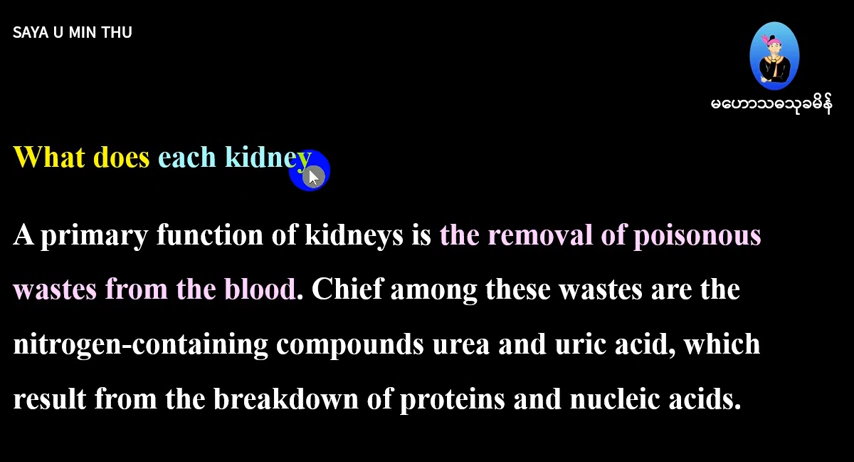 SAYA U MIN THU
မဟောသဓသုခမိန်
What does each kidney
A primary function of kidneys is the removal of poisonous
wastes from the blood. Chief among these wastes are the
nitrogen-containing compounds urea and uric acid, which
result from the breakdown of proteins and nucleic acids.